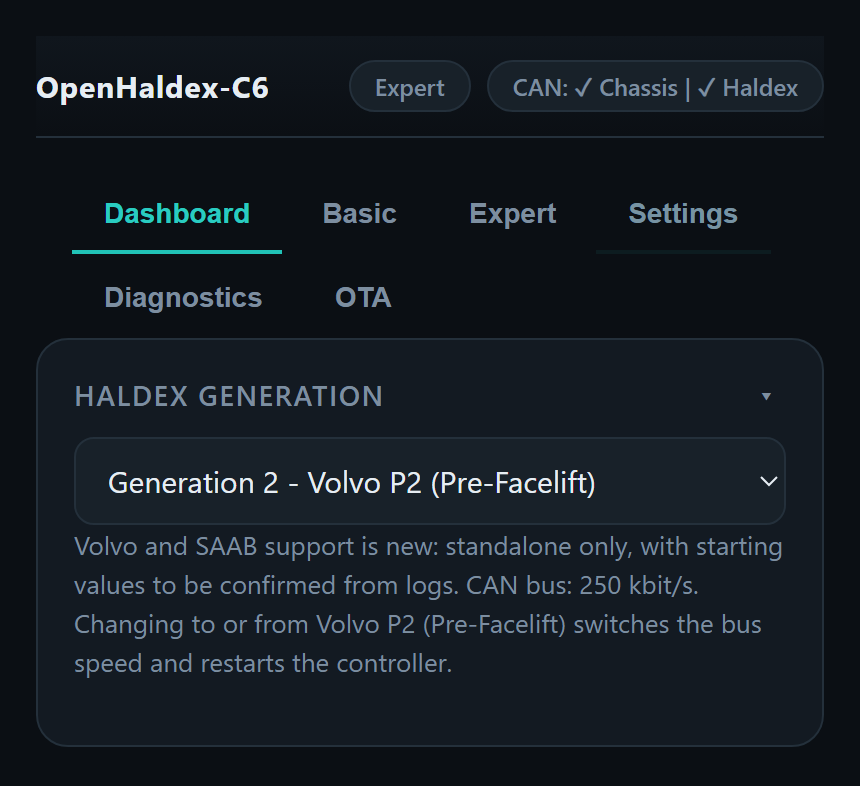 OpenHaldex-C6
Expert
CAN: ✓ Chassis | ✓ Haldex
Dashboard
Basic
Expert
Settings
Diagnostics
OTA
HALDEX GENERATION
Generation 2 - Volvo P2 (Pre-Facelift)
Volvo and SAAB support is new: standalone only, with starting
values to be confirmed from logs. CAN bus: 250 kbit/s.
Changing to or from Volvo P2 (Pre-Facelift) switches the bus
speed and restarts the controller.